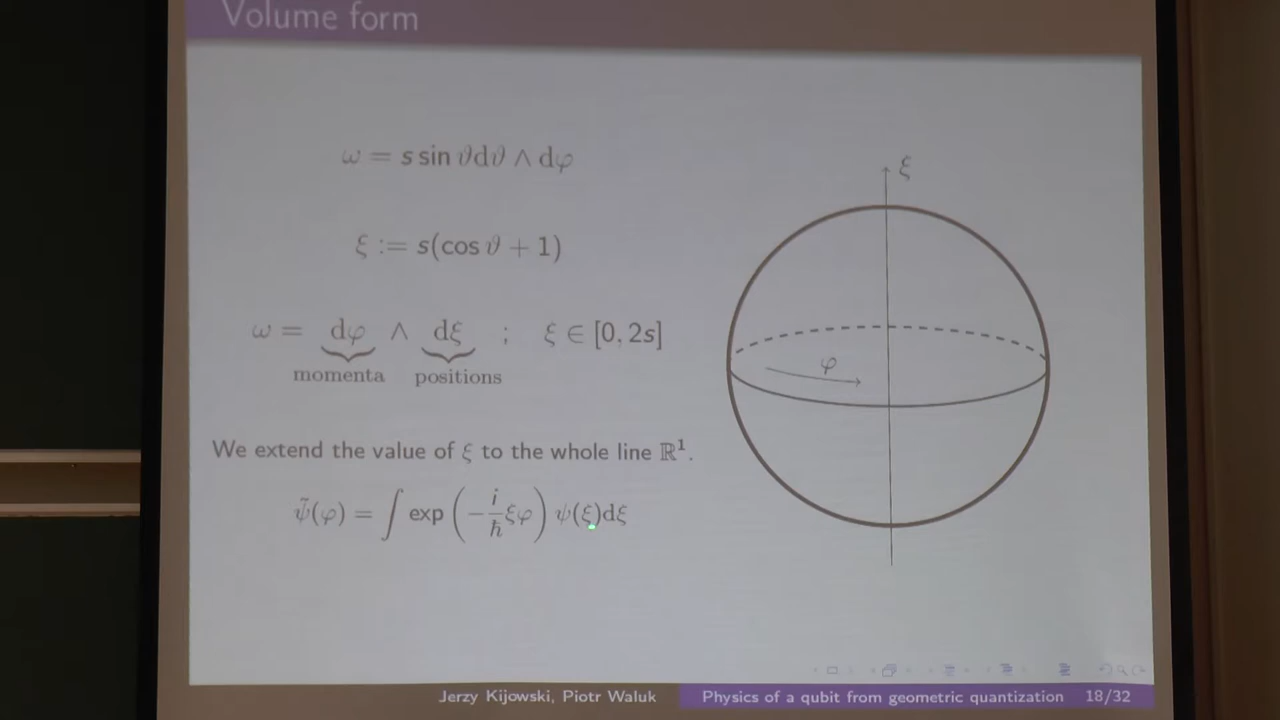 Volume form
ω = s sin ϑdϑ ∧ dφ
ξ := s(cos ϑ + 1)
ω = dφ ∧ dξ ; ξ ∈ [0, 2s]
momenta positions
We extend the value of ξ to the whole line ℝ¹.
ψ̃(φ) = ∫ exp (−i/ħ ξφ) ψ(ξ)dξ
ξ
φ
Jerzy Kijowski, Piotr Waluk Physics of a qubit from geometric quantization 18/32